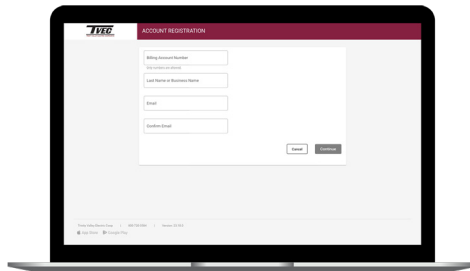 TVEC
ACCOUNT REGISTRATION
Billing Account Number
Last Name or Business Name
Email
Confirm Email
Cancel
Continue
App Store
Google Play